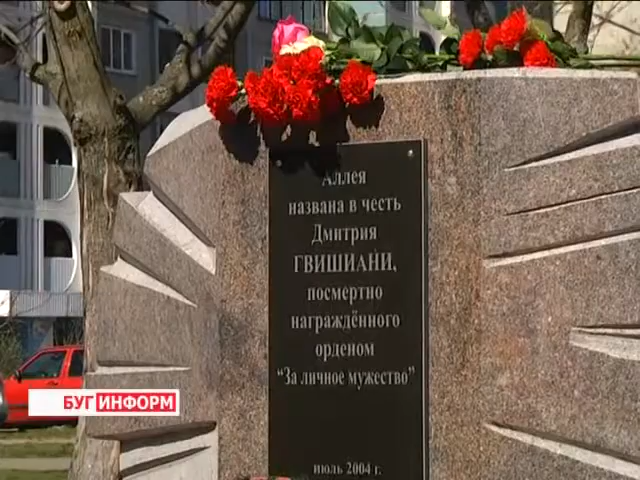 Аллея
названа в честь
Дмитрия
ГВИШИАНИ,
посмертно
награждённого
орденом
"За личное мужество"
июль 2004 г.
БУГИНФОРМ